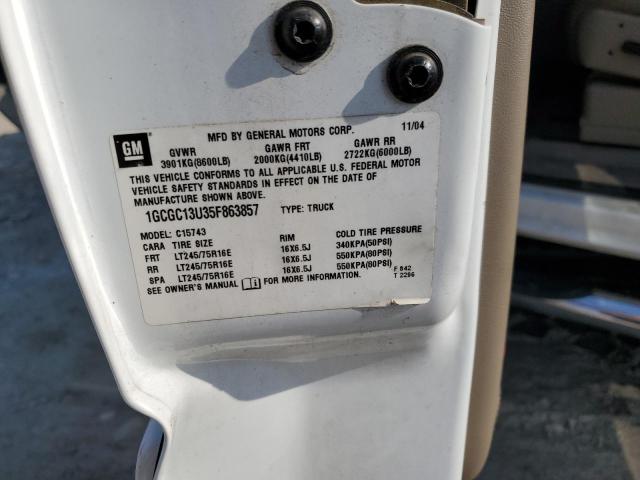 MFD BY GENERAL MOTORS CORP. 11/04
GM
GVWR GAWR FRT GAWR RR
3901KG(8600LB) 2000KG(4410LB) 2722KG(6000LB)
THIS VEHICLE CONFORMS TO ALL APPLICABLE U.S. FEDERAL MOTOR
VEHICLE SAFETY STANDARDS IN EFFECT ON THE DATE OF
MANUFACTURE SHOWN ABOVE.
1GCGC13U35F863857 TYPE: TRUCK
MODEL: C15743
CARA TIRE SIZE RIM COLD TIRE PRESSURE
FRT LT245/75R16E 16X6.5J 340KPA(50PSI)
RR LT245/75R16E 16X6.5J 550KPA(80PSI)
SPA LT245/75R16E 16X6.5J 550KPA(80PSI)
SEE OWNER'S MANUAL FOR MORE INFORMATION.
F 842
T 2296